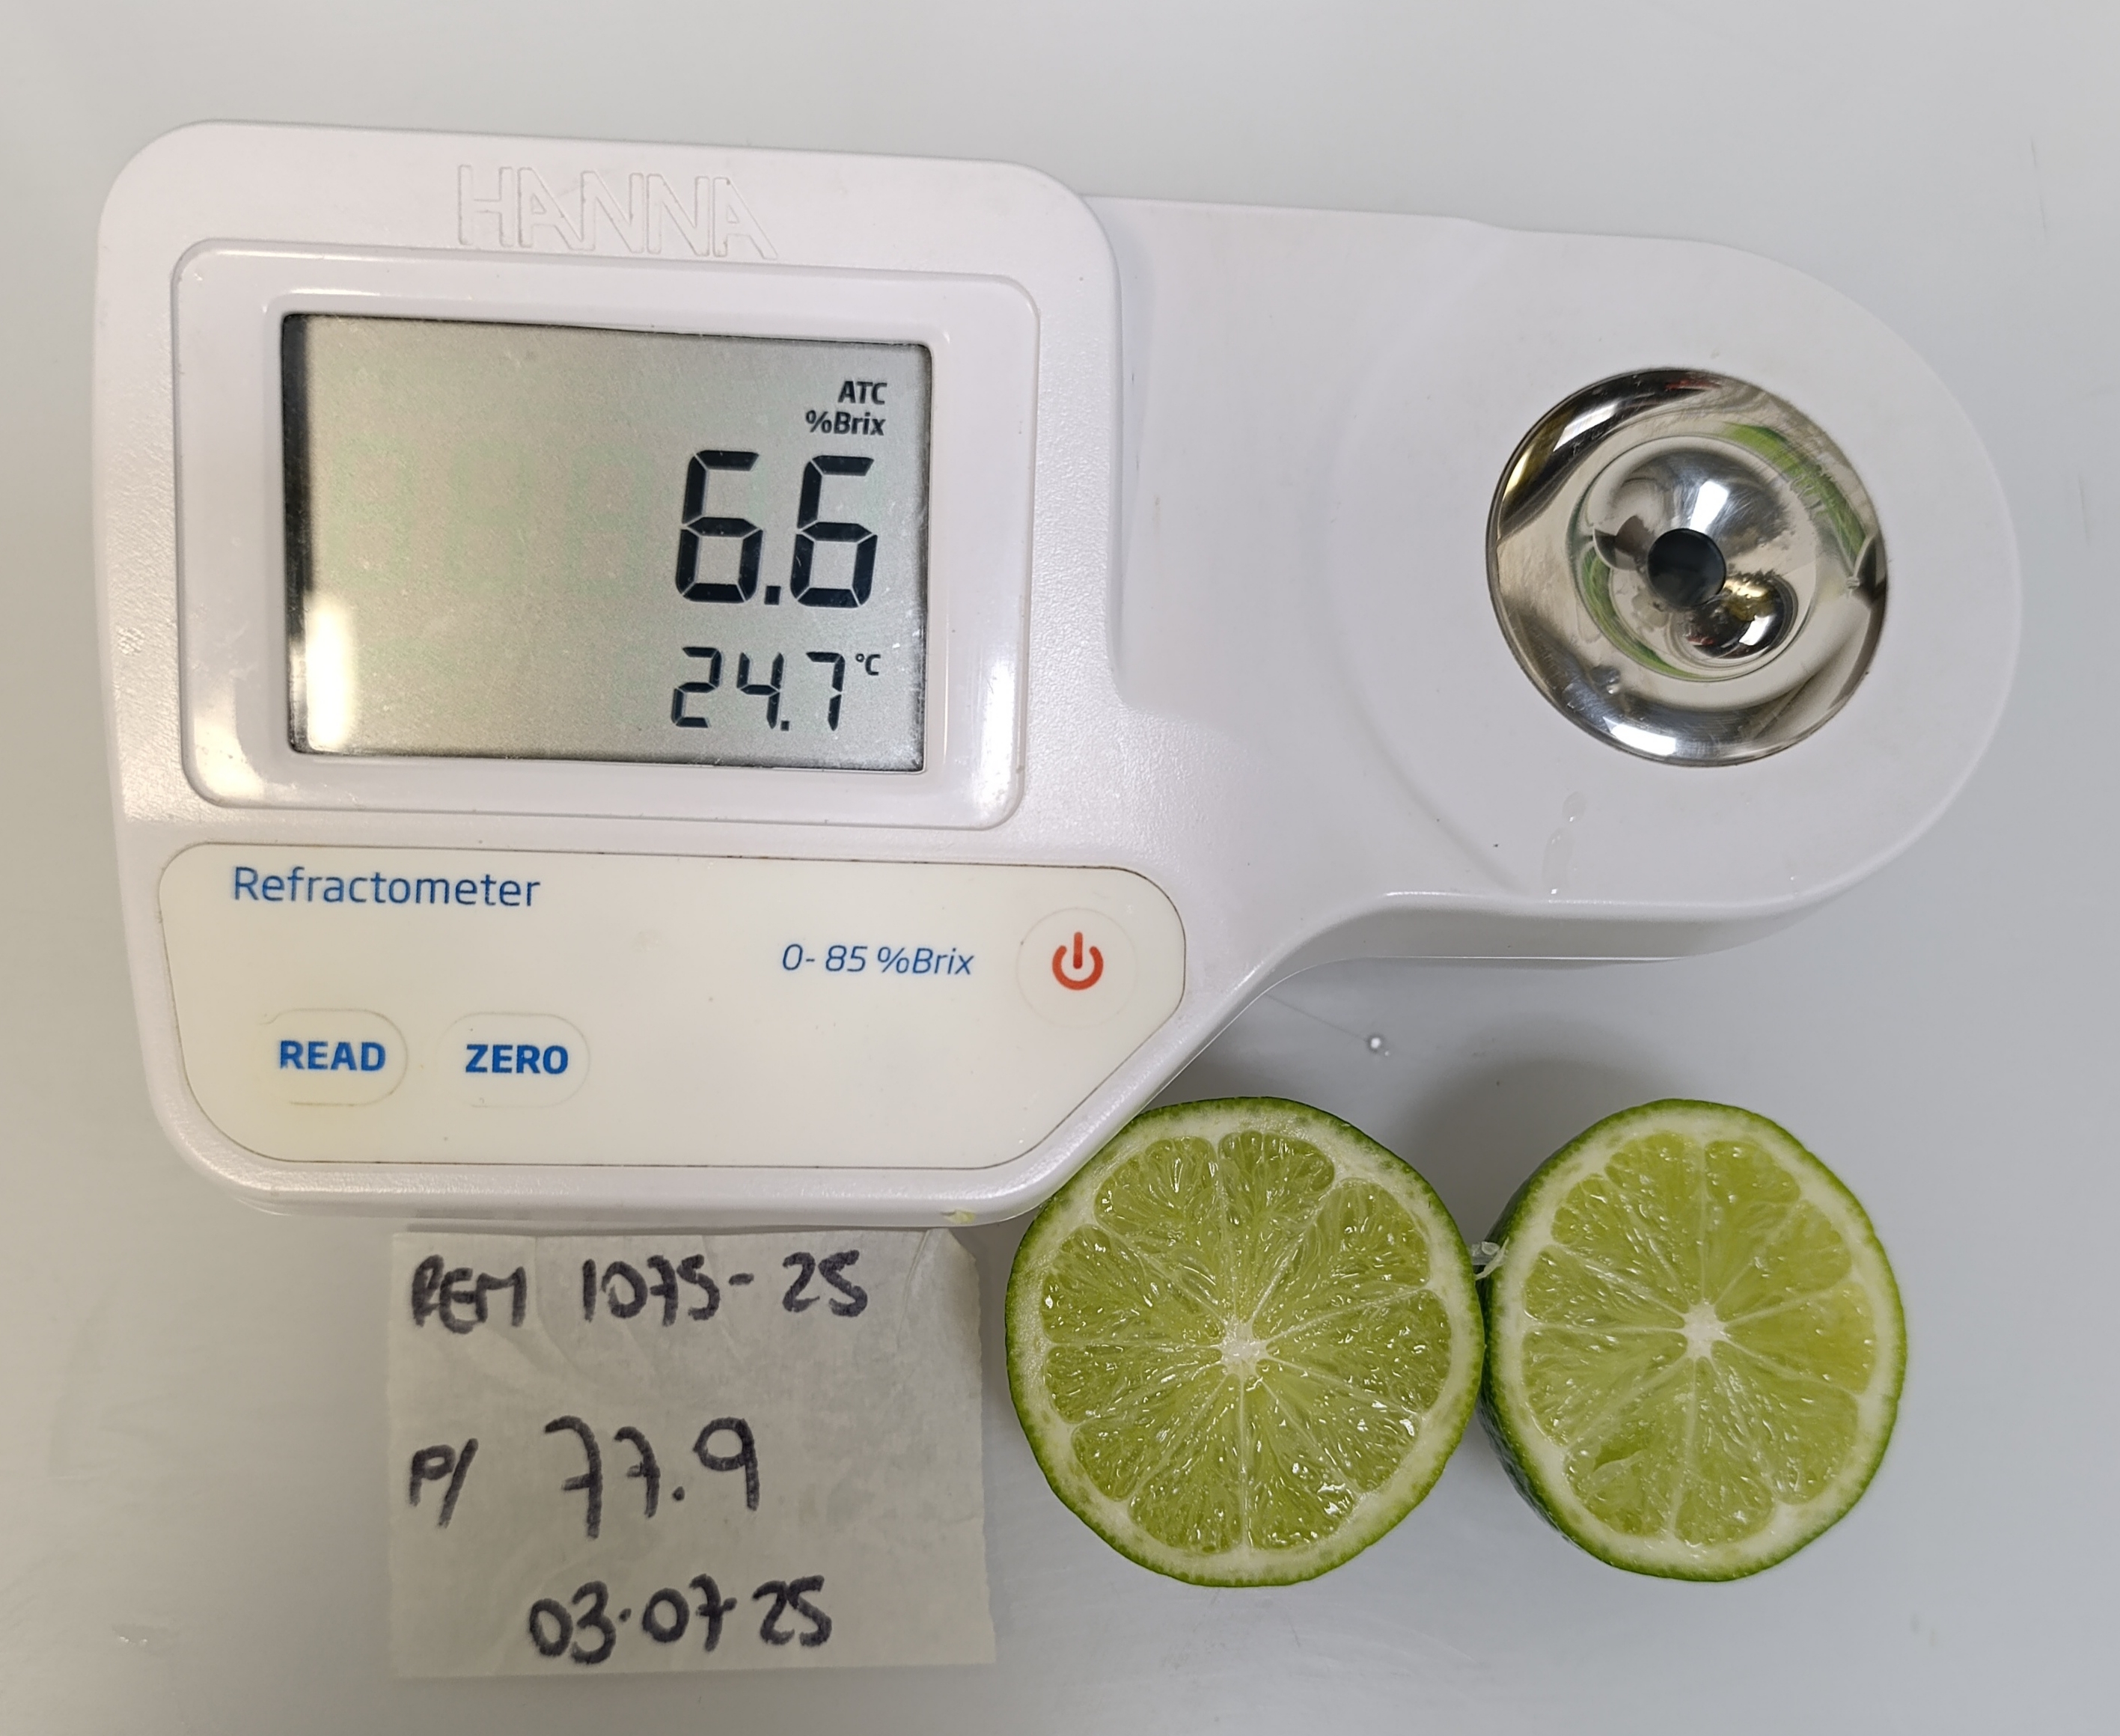 HANNA
ATC
%Brix
6.6
24.7 °C
Refractometer
0-85 %Brix
READ ZERO
REM 1075-25
P/ 77.9
03.07.25